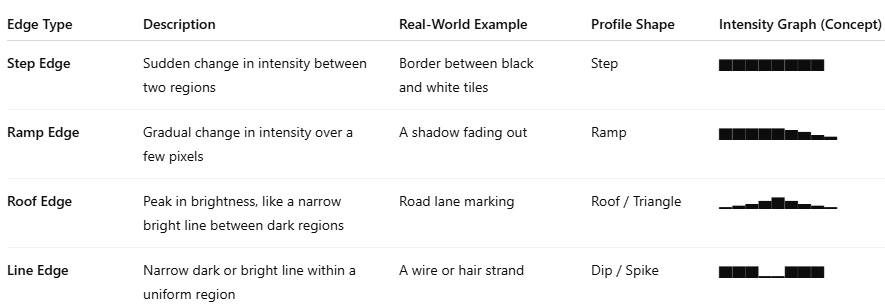 Edge Type Description Real-World Example Profile Shape Intensity Graph (Concept)
Step Edge Sudden change in intensity between two regions Border between black and white tiles Step ████████
Ramp Edge Gradual change in intensity over a few pixels A shadow fading out Ramp █████▆▄▂▁
Roof Edge Peak in brightness, like a narrow bright line between dark regions Road lane marking Roof / Triangle ▁▂▄▆█▆▄▂▁
Line Edge Narrow dark or bright line within a uniform region A wire or hair strand Dip / Spike ███▁▁███